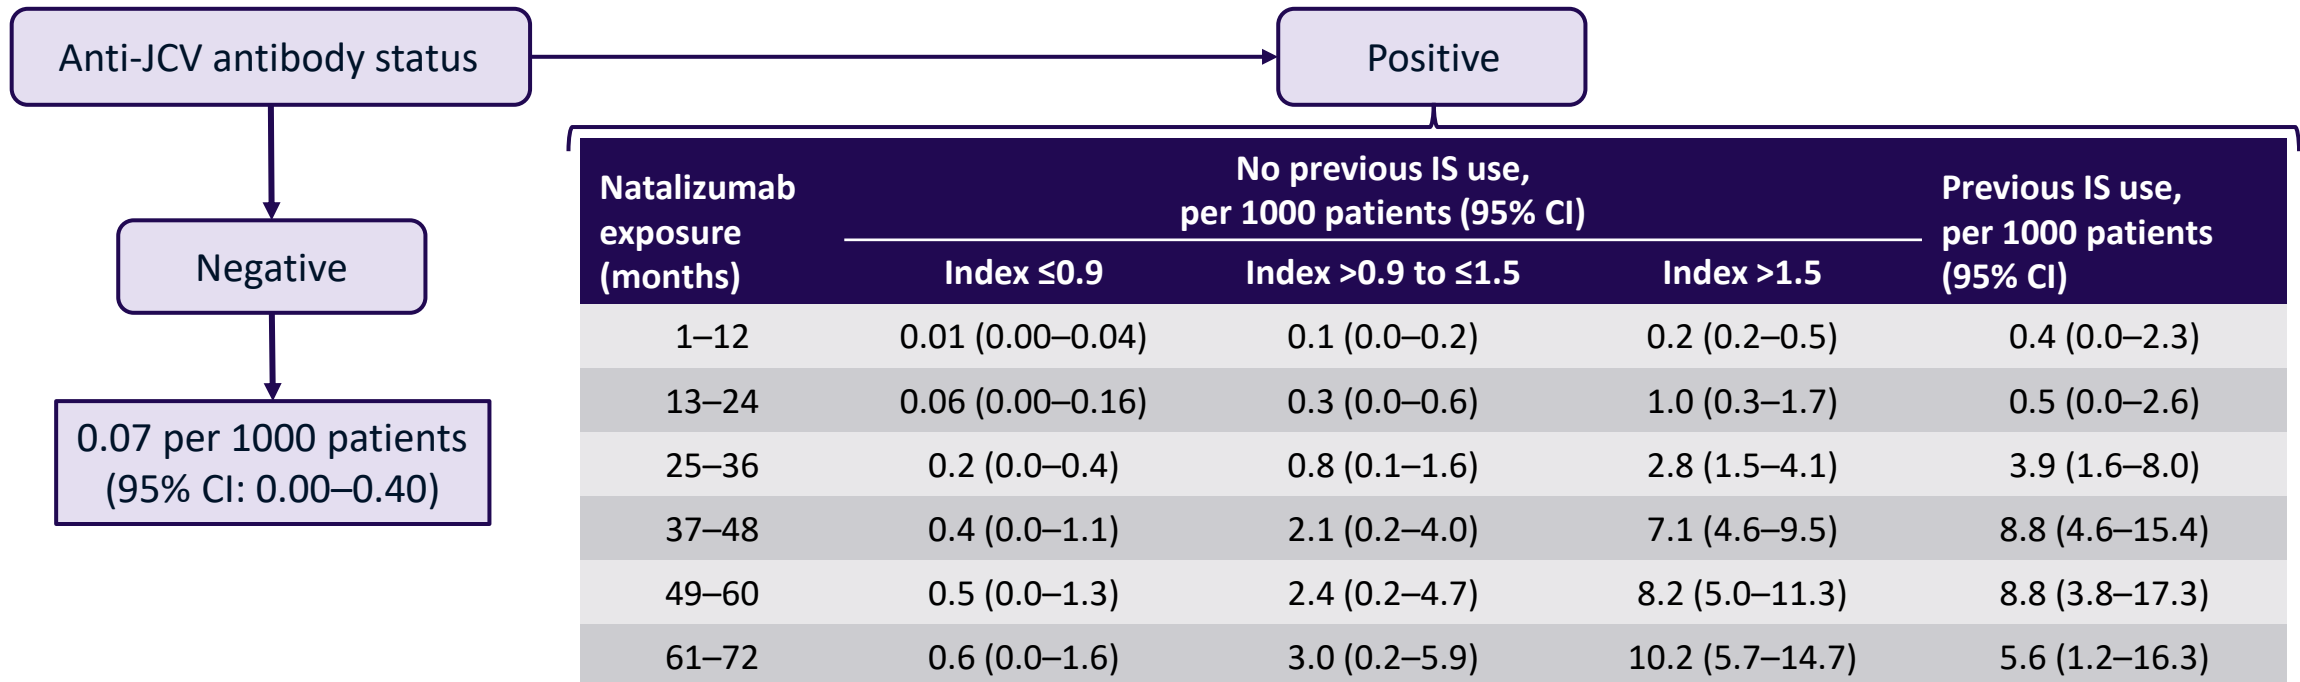 Anti-JCV antibody status
Positive
Negative
0.07 per 1000 patients
(95% CI: 0.00–0.40)
Natalizumab
exposure
(months)
No previous IS use,
per 1000 patients (95% CI)
Previous IS use,
per 1000 patients
(95% CI)
Index ≤0.9 Index >0.9 to ≤1.5 Index >1.5
1–12 0.01 (0.00–0.04) 0.1 (0.0–0.2) 0.2 (0.2–0.5) 0.4 (0.0–2.3)
13–24 0.06 (0.00–0.16) 0.3 (0.0–0.6) 1.0 (0.3–1.7) 0.5 (0.0–2.6)
25–36 0.2 (0.0–0.4) 0.8 (0.1–1.6) 2.8 (1.5–4.1) 3.9 (1.6–8.0)
37–48 0.4 (0.0–1.1) 2.1 (0.2–4.0) 7.1 (4.6–9.5) 8.8 (4.6–15.4)
49–60 0.5 (0.0–1.3) 2.4 (0.2–4.7) 8.2 (5.0–11.3) 8.8 (3.8–17.3)
61–72 0.6 (0.0–1.6) 3.0 (0.2–5.9) 10.2 (5.7–14.7) 5.6 (1.2–16.3)